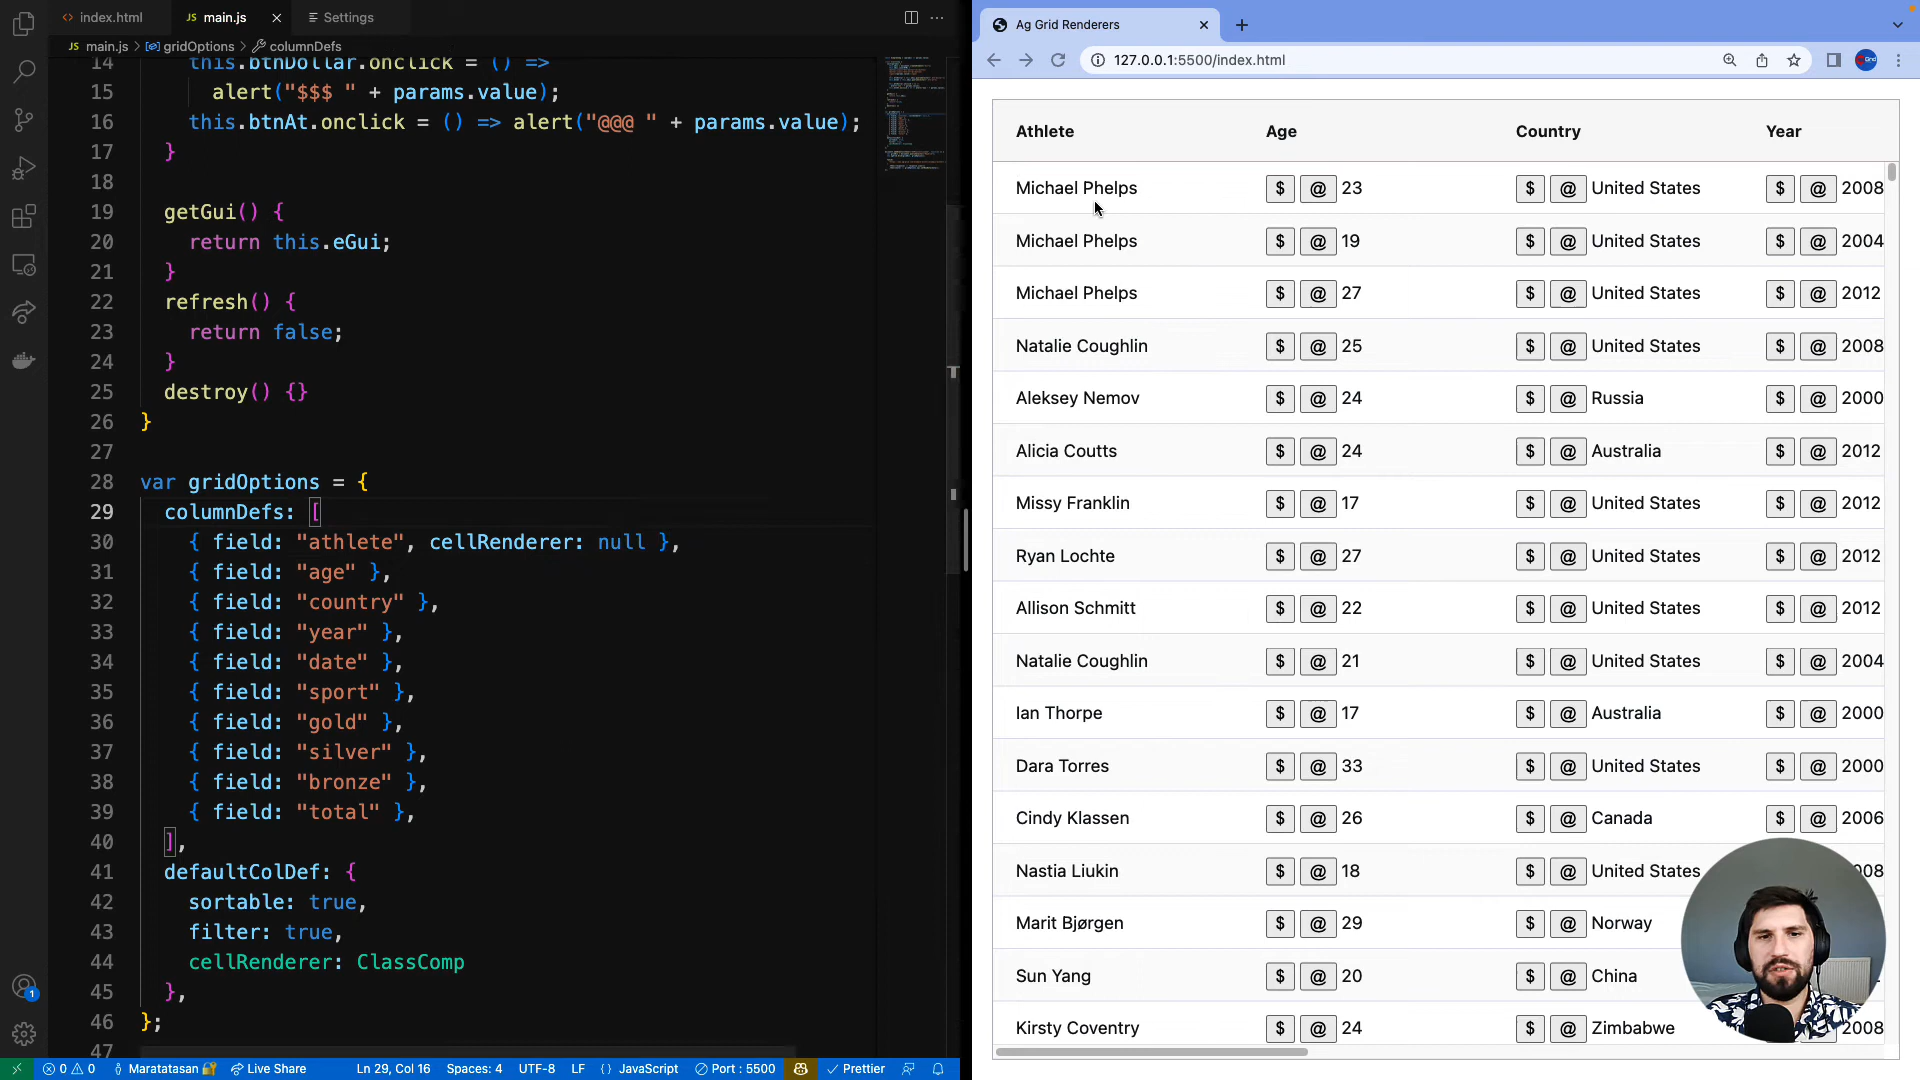 index.html
main.js
Settings
main.js > gridOptions > columnDefs
14 this.btnDollar.onclick = () =>
15 alert("$$$ " + params.value);
16 this.btnAt.onclick = () => alert("@@@ " + params.value);
17 }
18
19 getGui() {
20 return this.eGui;
21 }
22 refresh() {
23 return false;
24 }
25 destroy() {}
26 }
27
28 var gridOptions = {
29 columnDefs: [
30 { field: "athlete", cellRenderer: null },
31 { field: "age" },
32 { field: "country" },
33 { field: "year" },
34 { field: "date" },
35 { field: "sport" },
36 { field: "gold" },
37 { field: "silver" },
38 { field: "bronze" },
39 { field: "total" },
40 ],
41 defaultColDef: {
42 sortable: true,
43 filter: true,
44 cellRenderer: ClassComp
45 },
46 };
47
1
0 0 Maratatasan Live Share Ln 29, Col 16 Spaces: 4 UTF-8 LF {} JavaScript Port : 5500 Prettier
Ag Grid Renderers
127.0.0.1:5500/index.html
Athlete Age Country Year
Michael Phelps $ @ 23 $ @ United States $ @ 2008
Michael Phelps $ @ 19 $ @ United States $ @ 2004
Michael Phelps $ @ 27 $ @ United States $ @ 2012
Natalie Coughlin $ @ 25 $ @ United States $ @ 2008
Aleksey Nemov $ @ 24 $ @ Russia $ @ 2000
Alicia Coutts $ @ 24 $ @ Australia $ @ 2012
Missy Franklin $ @ 17 $ @ United States $ @ 2012
Ryan Lochte $ @ 27 $ @ United States $ @ 2012
Allison Schmitt $ @ 22 $ @ United States $ @ 2012
Natalie Coughlin $ @ 21 $ @ United States $ @ 2004
Ian Thorpe $ @ 17 $ @ Australia $ @ 2000
Dara Torres $ @ 33 $ @ United States $ @ 2000
Cindy Klassen $ @ 26 $ @ Canada $ @ 2006
Nastia Liukin $ @ 18 $ @ United States 08
Marit Bjørgen $ @ 29 $ @ Norway
Sun Yang $ @ 20 $ @ China
Kirsty Coventry $ @ 24 $ @ Zimbabwe 2008